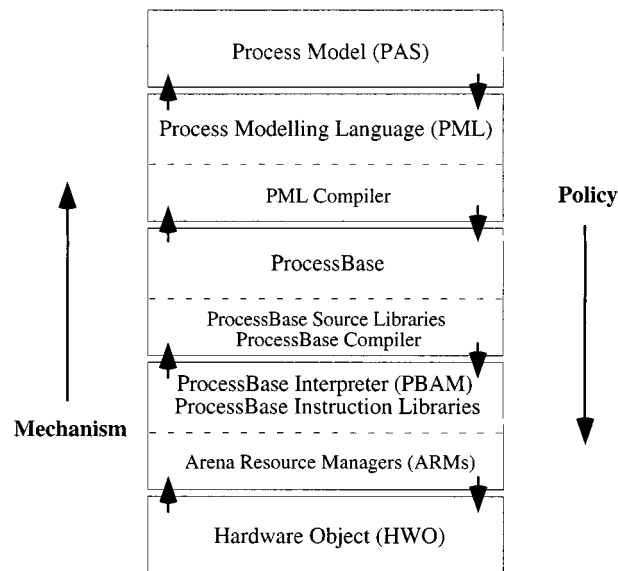 Process Model (PAS)
Process Modelling Language (PML)
PML Compiler
Policy
ProcessBase
ProcessBase Source Libraries
ProcessBase Compiler
ProcessBase Interpreter (PBAM)
ProcessBase Instruction Libraries
Mechanism
Arena Resource Managers (ARMs)
Hardware Object (HWO)